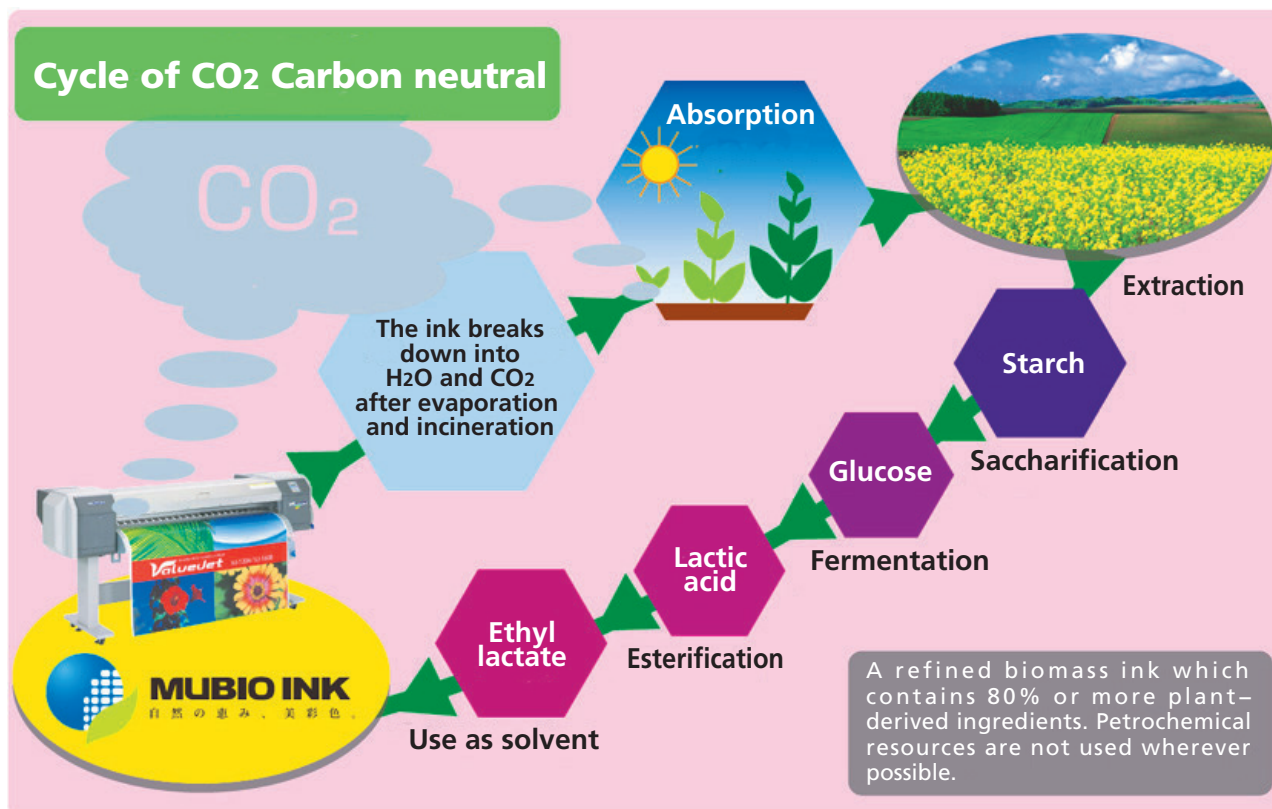 Cycle of CO2 Carbon neutral
CO2
Absorption
The ink breaks
down into
H2O and CO2
after evaporation
and incineration
Extraction
Starch
Saccharification
Glucose
Fermentation
Lactic
acid
Esterification
Ethyl
lactate
Use as solvent
ValueJet
MUBIO INK
自然の恵み、美彩色。
A refined biomass ink which
contains 80% or more plant–
derived ingredients. Petrochemical
resources are not used wherever
possible.